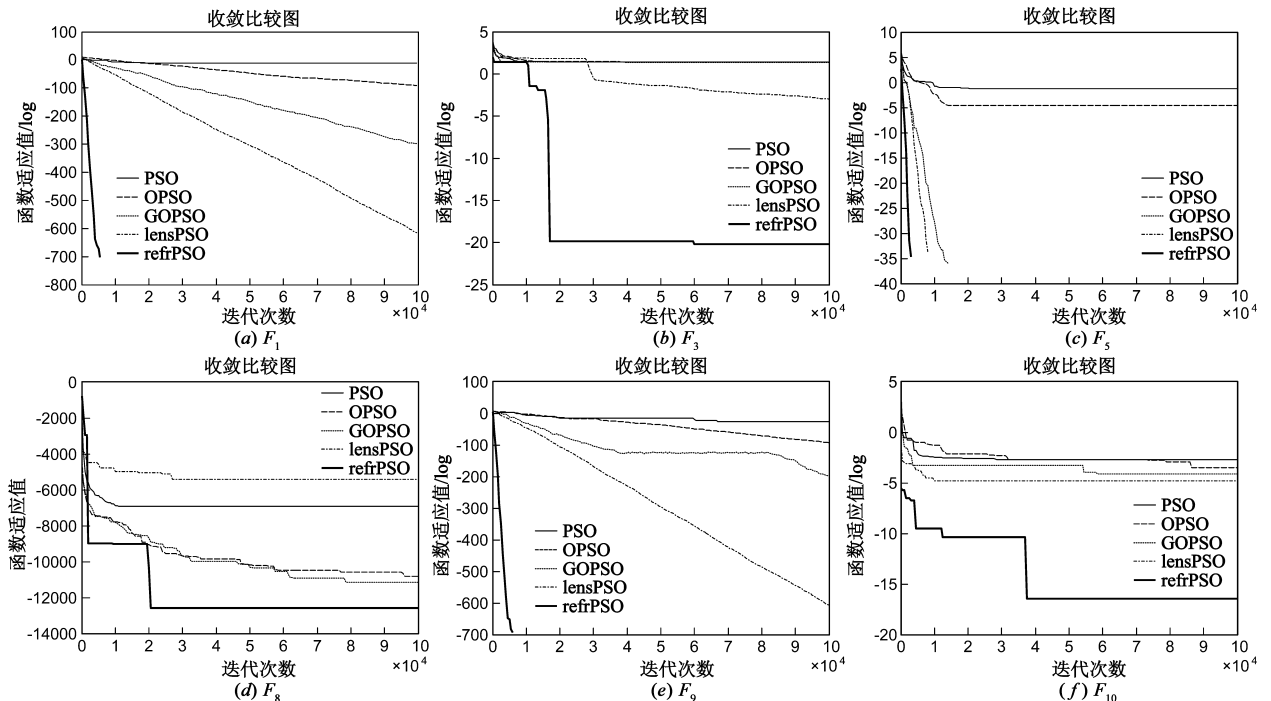 收敛比较图
100
0
-100
-200
-300
-400
-500
-600
-700
-800
函数适应值/log
PSO
OPSO
GOPSO
lensPSO
refrPSO
0 1 2 3 4 5 6 7 8 9 10
×10⁴
迭代次数
(a) F₁
收敛比较图
5
0
-5
-10
-15
-20
-25
函数适应值/log
PSO
OPSO
GOPSO
lensPSO
refrPSO
0 1 2 3 4 5 6 7 8 9 10
×10⁴
迭代次数
(b) F₃
收敛比较图
10
5
0
-5
-10
-15
-20
-25
-30
-35
-40
函数适应值/log
PSO
OPSO
GOPSO
lensPSO
refrPSO
0 1 2 3 4 5 6 7 8 9 10
×10⁴
迭代次数
(c) F₅
收敛比较图
0
-2000
-4000
-6000
-8000
-10000
-12000
-14000
函数适应值
PSO
OPSO
GOPSO
lensPSO
refrPSO
0 1 2 3 4 5 6 7 8 9 10
×10⁴
迭代次数
(d) F₈
收敛比较图
100
0
-100
-200
-300
-400
-500
-600
-700
函数适应值/log
PSO
OPSO
GOPSO
lensPSO
refrPSO
0 1 2 3 4 5 6 7 8 9 10
×10⁴
迭代次数
(e) F₉
收敛比较图
5
0
-5
-10
-15
-20
函数适应值/log
PSO
OPSO
GOPSO
lensPSO
refrPSO
0 1 2 3 4 5 6 7 8 9 10
×10⁴
迭代次数
(f) F₁₀